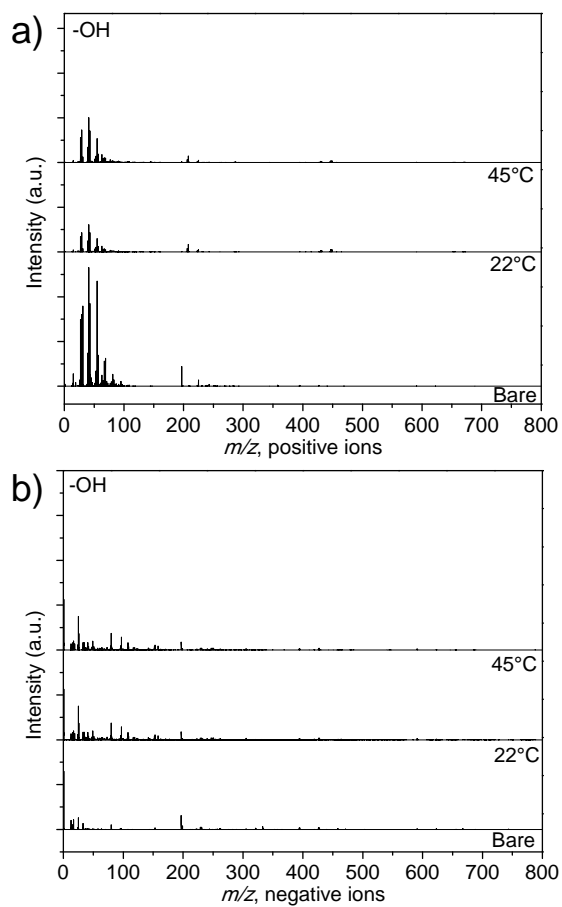 a)
-OH
45°C
22°C
Bare
Intensity (a.u.)
0 100 200 300 400 500 600 700 800
m/z, positive ions
b)
-OH
45°C
22°C
Bare
Intensity (a.u.)
0 100 200 300 400 500 600 700 800
m/z, negative ions